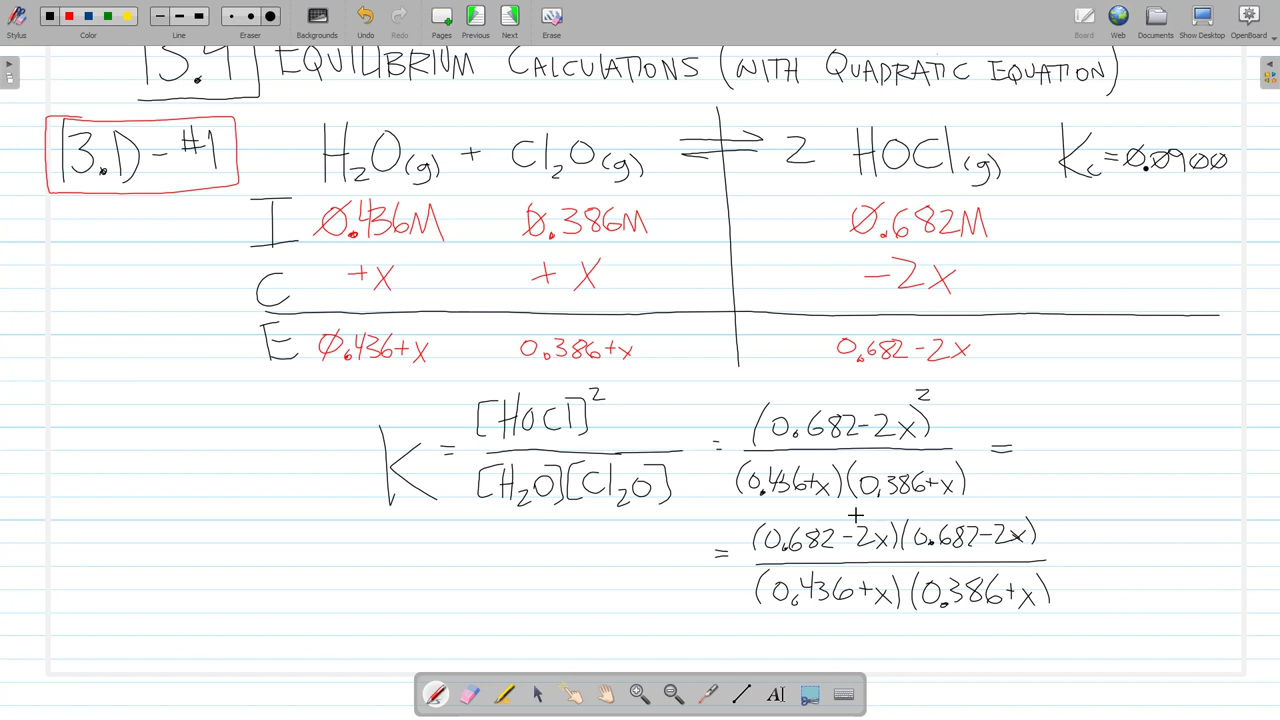 Stylus Color Line Eraser Backgrounds Undo Redo Pages Previous Next Erase Board Web Documents Show Desktop OpenBoard
EQUILIBRIUM CALCULATIONS (WITH QUADRATIC EQUATION)
13.D - #1 H₂O(g) + Cl₂O(g) ⇌ 2 HOCl(g) Kc = 0.0900
I 0.436M 0.386M 0.682M
C +x +x -2x
E 0.436+x 0.386+x 0.682-2x
K = [HOCl]² / [H₂O][Cl₂O] = (0.682-2x)² / (0.436+x)(0.386+x) =
= (0.682-2x)(0.682-2x) / (0.436+x)(0.386+x)